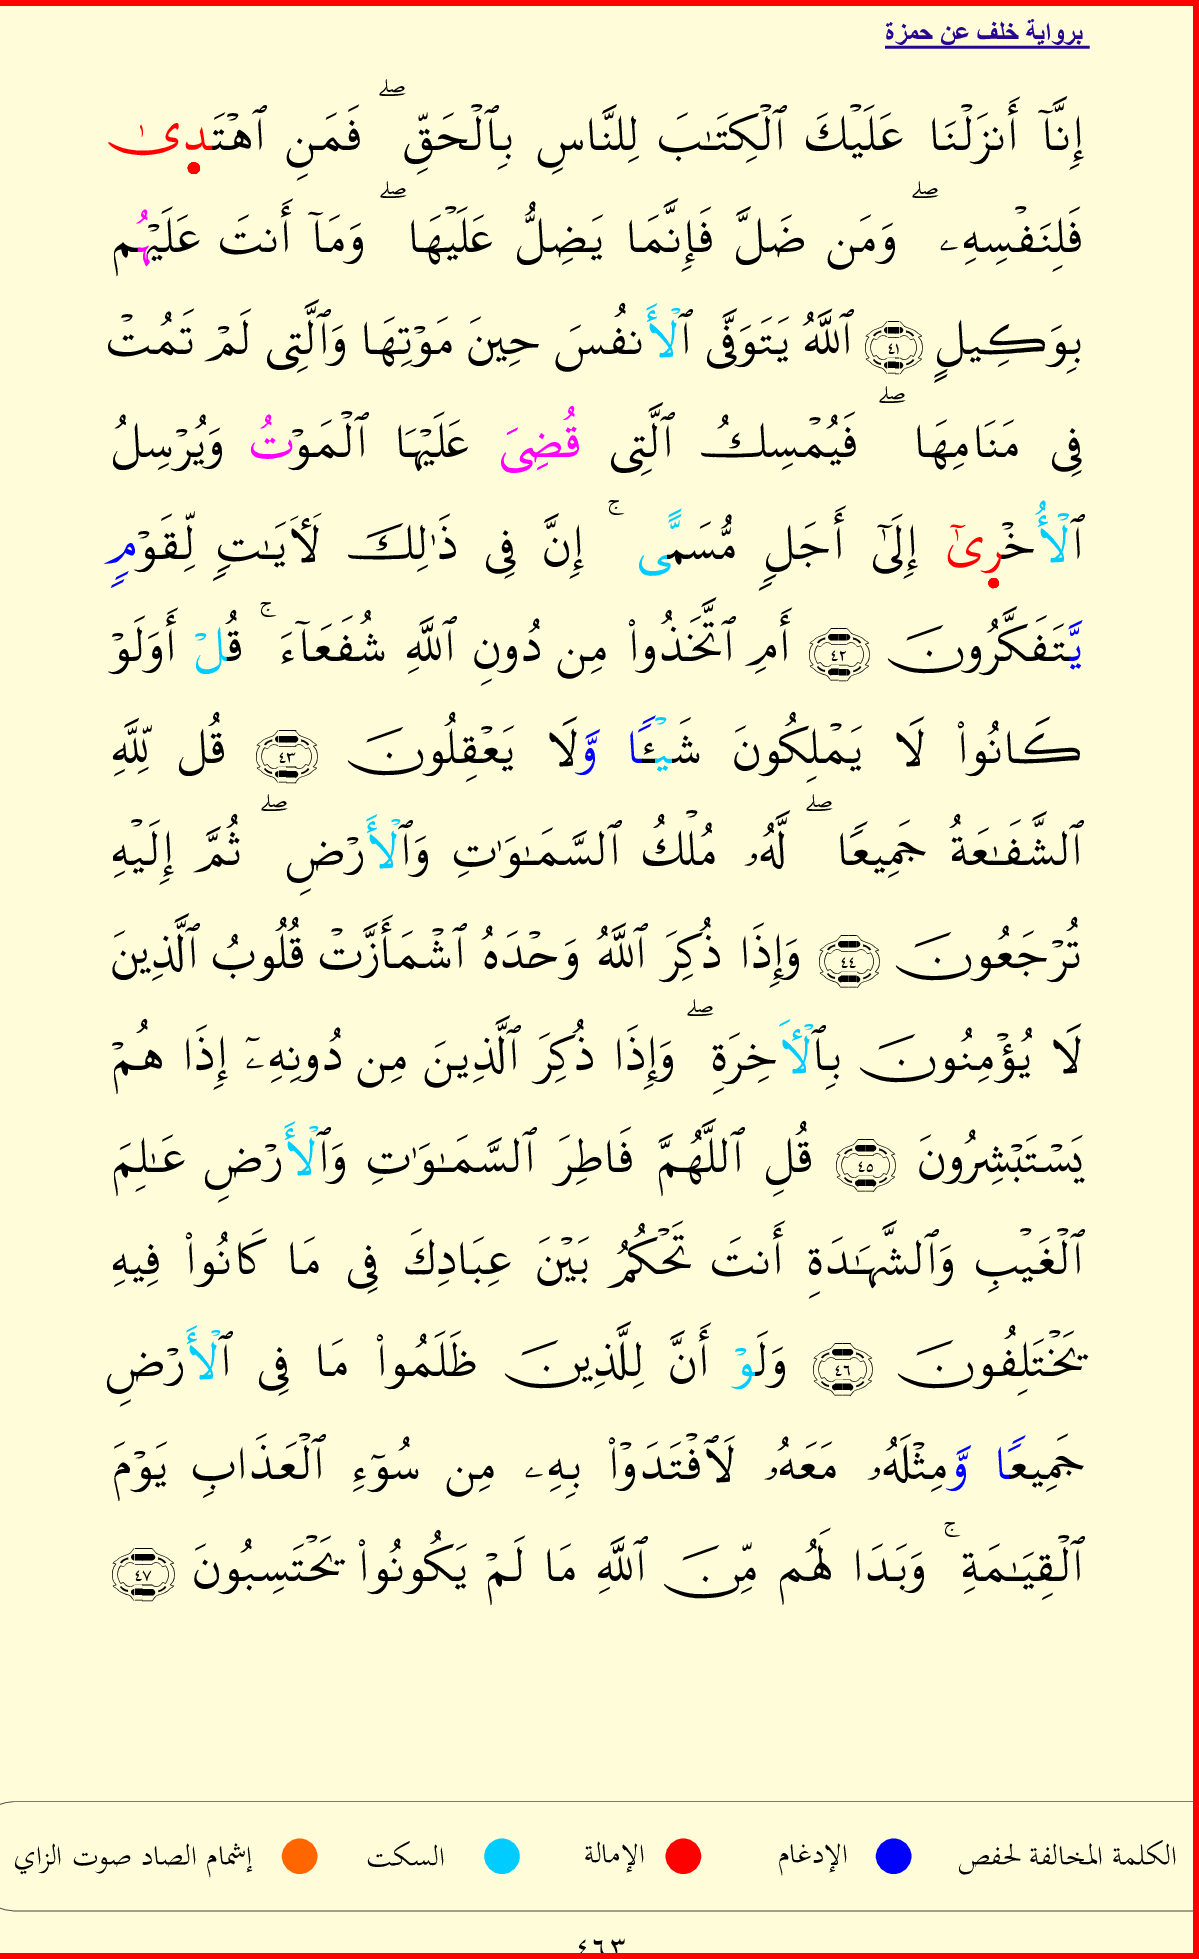 برواية خلف عن حمزة
إِنَّآ أَنزَلْنَا عَلَيْكَ ٱلْكِتَـٰبَ لِلنَّاسِ بِٱلْحَقِّ ۖ فَمَنِ ٱهْتَدِىٰ
فَلِنَفْسِهِۦ ۖ وَمَن ضَلَّ فَإِنَّمَا يَضِلُّ عَلَيْهَا ۖ وَمَآ أَنتَ عَلَيْهُم
بِوَكِيلٍ ٤١ ٱللَّهُ يَتَوَفَّى ٱلْأَنفُسَ حِينَ مَوْتِهَا وَٱلَّتِى لَمْ تَمُتْ
فِى مَنَامِهَا ۖ فَيُمْسِكُ ٱلَّتِى قُضِىَ عَلَيْهَا ٱلْمَوْتُ وَيُرْسِلُ
ٱلْأُخْرِىٰٓ إِلَىٰٓ أَجَلٍ مُّسَمًّى ۚ إِنَّ فِى ذَٰلِكَ لَأَيَـٰتٍ لِّقَوْمٍ
يَّتَفَكَّرُونَ ٤٢ أَمِ ٱتَّخَذُوا۟ مِن دُونِ ٱللَّهِ شُفَعَآءَ ۚ قُلْ أَوَلَوْ
كَانُوا۟ لَا يَمْلِكُونَ شَيْـًٔا وَّلَا يَعْقِلُونَ ٤٣ قُل لِّلَّهِ
ٱلشَّفَـٰعَةُ جَمِيعًا ۖ لَّهُۥ مُلْكُ ٱلسَّمَـٰوَٰتِ وَٱلْأَرْضِ ۖ ثُمَّ إِلَيْهِ
تُرْجَعُونَ ٤٤ وَإِذَا ذُكِرَ ٱللَّهُ وَحْدَهُ ٱشْمَأَزَّتْ قُلُوبُ ٱلَّذِينَ
لَا يُؤْمِنُونَ بِٱلْأَخِرَةِ ۖ وَإِذَا ذُكِرَ ٱلَّذِينَ مِن دُونِهِۦٓ إِذَا هُمْ
يَسْتَبْشِرُونَ ٤٥ قُلِ ٱللَّهُمَّ فَاطِرَ ٱلسَّمَـٰوَٰتِ وَٱلْأَرْضِ عَـٰلِمَ
ٱلْغَيْبِ وَٱلشَّهَـٰدَةِ أَنتَ تَحْكُمُ بَيْنَ عِبَادِكَ فِى مَا كَانُوا۟ فِيهِ
يَخْتَلِفُونَ ٤٦ وَلَوْ أَنَّ لِلَّذِينَ ظَلَمُوا۟ مَا فِى ٱلْأَرْضِ
جَمِيعًا وَّمِثْلَهُۥ مَعَهُۥ لَٱفْتَدَوْا۟ بِهِۦ مِن سُوٓءِ ٱلْعَذَابِ يَوْمَ
ٱلْقِيَـٰمَةِ ۚ وَبَدَا لَهُم مِّنَ ٱللَّهِ مَا لَمْ يَكُونُوا۟ يَحْتَسِبُونَ ٤٧
الكلمة المخالفة لحفص الإدغام الإمالة السكت إشمام الصاد صوت الزاي
٤٦٣